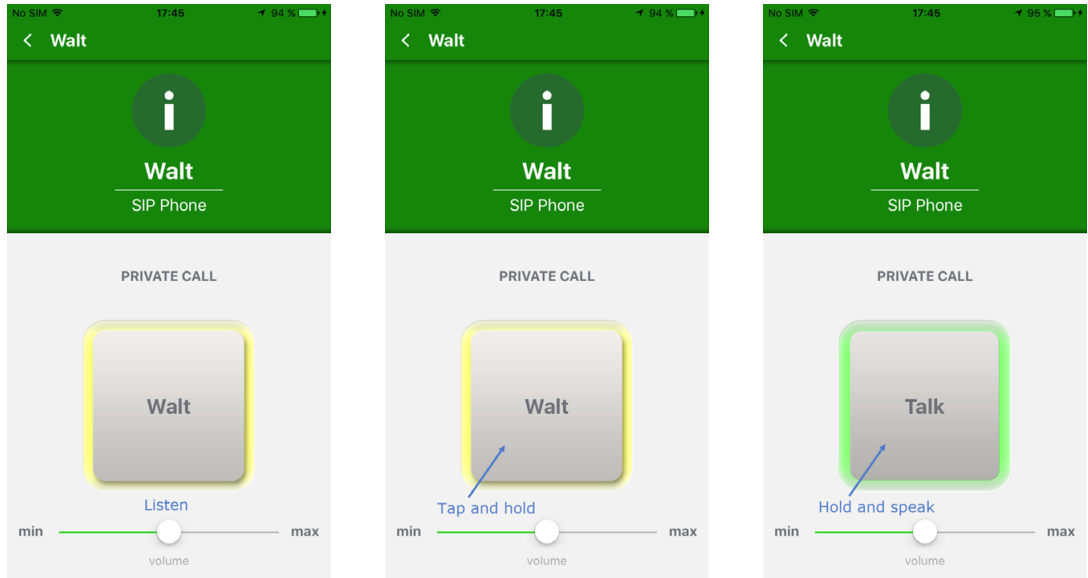 No SIM 17:45 94 %
Walt
i
Walt
SIP Phone
PRIVATE CALL
Walt
Listen
min max
volume
No SIM 17:45 94 %
Walt
i
Walt
SIP Phone
PRIVATE CALL
Walt
Tap and hold
min max
volume
No SIM 17:45 95 %
Walt
i
Walt
SIP Phone
PRIVATE CALL
Talk
Hold and speak
min max
volume